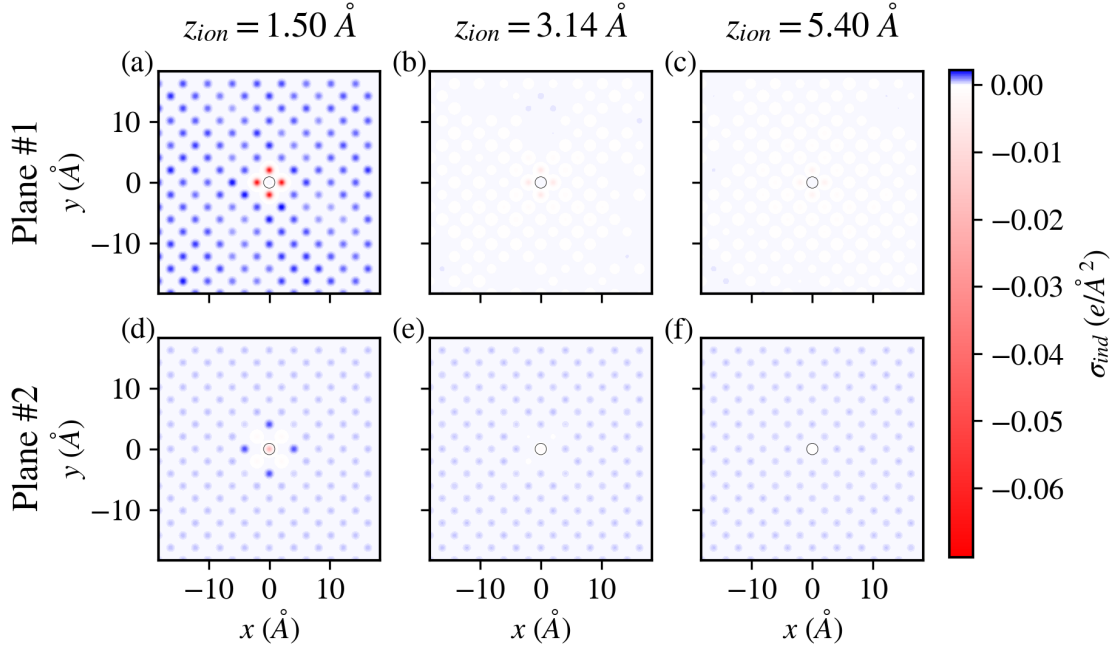 z_ion = 1.50 Å z_ion = 3.14 Å z_ion = 5.40 Å
(a) (b) (c)
Plane #1
y (Å)
10
0
−10
(d) (e) (f)
Plane #2
y (Å)
10
0
−10
−10 0 10 −10 0 10 −10 0 10
x (Å) x (Å) x (Å)
0.00
−0.01
−0.02
−0.03
−0.04
−0.05
−0.06
σ_ind (e/Å²)